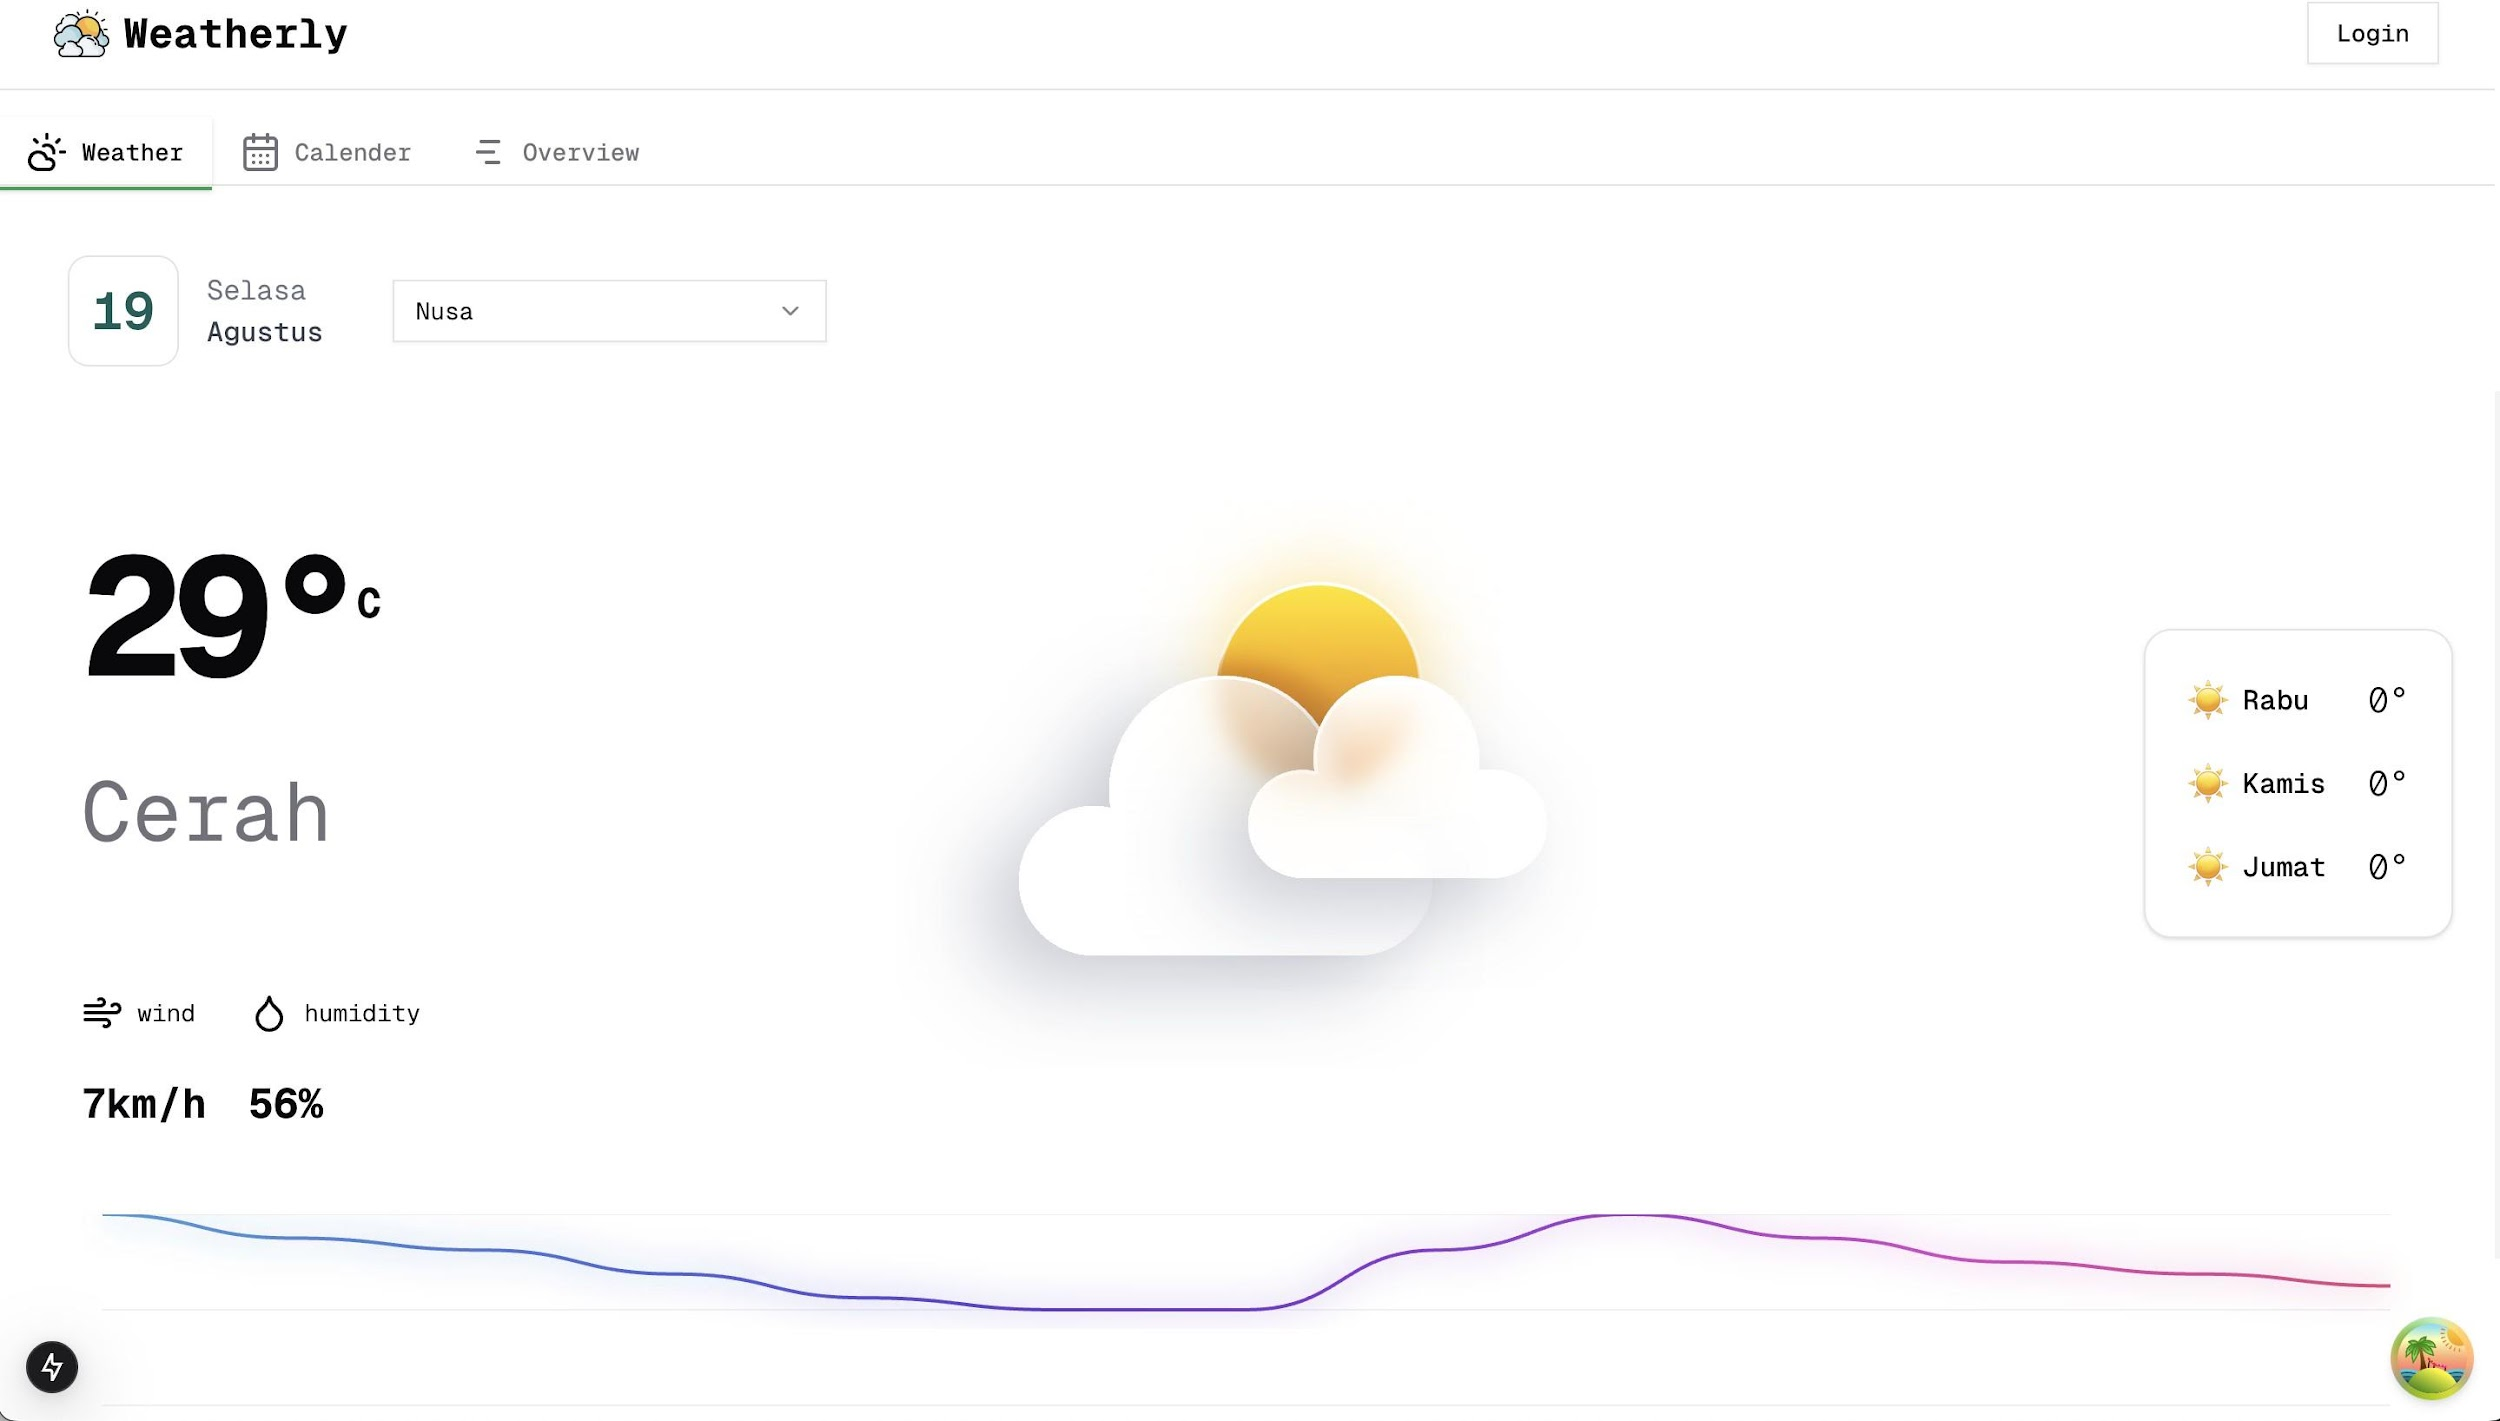 Weatherly
Login
Weather
Calender
Overview
19
Selasa
Agustus
Nusa
29°C
Cerah
Rabu 0°
Kamis 0°
Jumat 0°
wind humidity
7km/h 56%